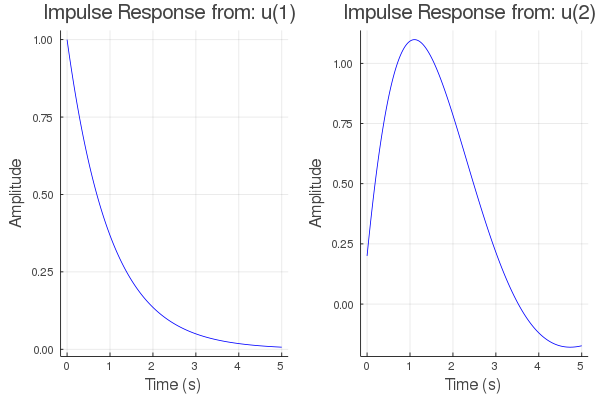 Impulse Response from: u(1)
Amplitude
1.00
0.75
0.50
0.25
0.00
0 1 2 3 4 5
Time (s)
Impulse Response from: u(2)
Amplitude
1.00
0.75
0.50
0.25
0.00
0 1 2 3 4 5
Time (s)